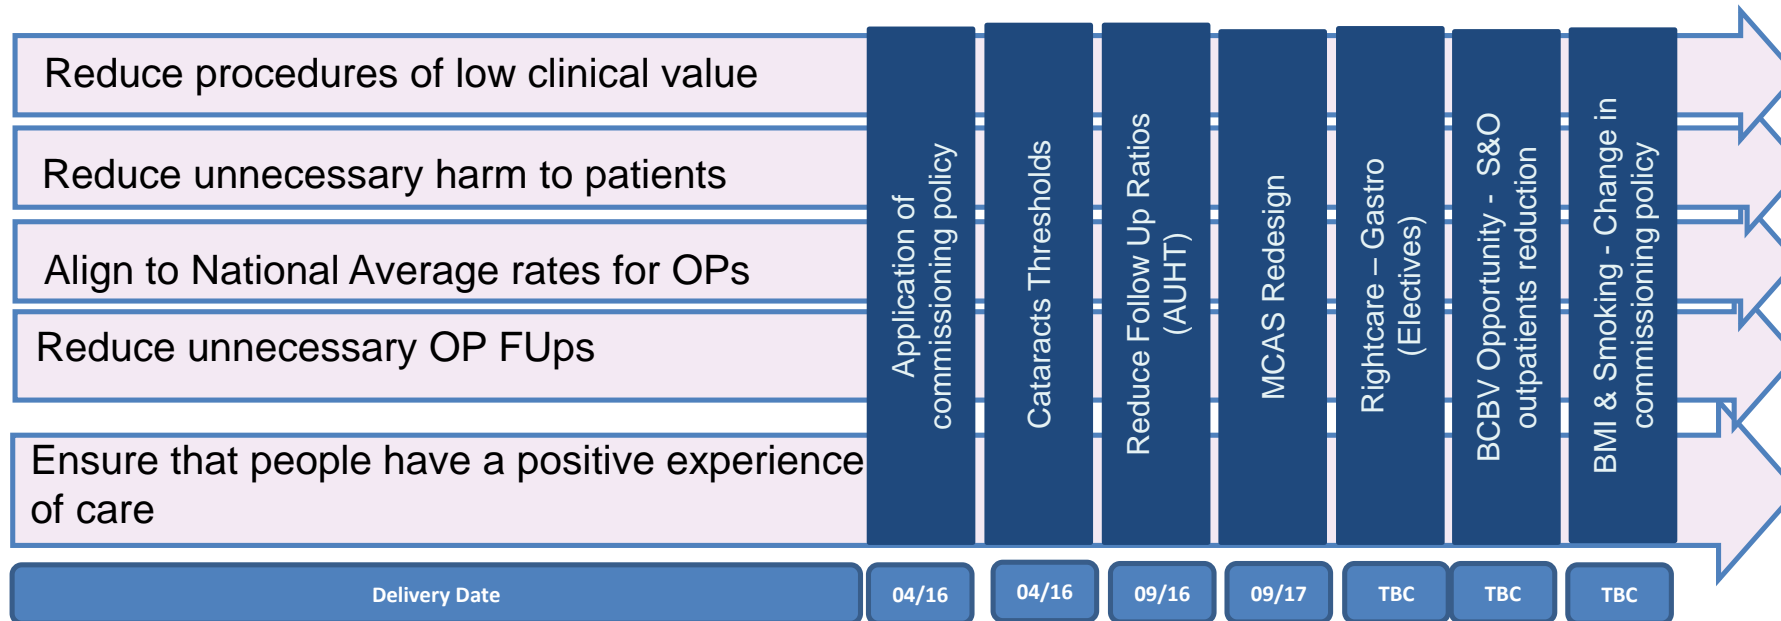 Reduce procedures of low clinical value
Reduce unnecessary harm to patients
Align to National Average rates for OPs
Reduce unnecessary OP FUps
Ensure that people have a positive experience
of care
Application of
commissioning policy
Cataracts Thresholds
Reduce Follow Up Ratios
(AUHT)
MCAS Redesign
Rightcare – Gastro
(Electives)
BCBV Opportunity - S&O
outpatients reduction
BMI & Smoking - Change in
commissioning policy
Delivery Date
04/16
04/16
09/16
09/17
TBC
TBC
TBC